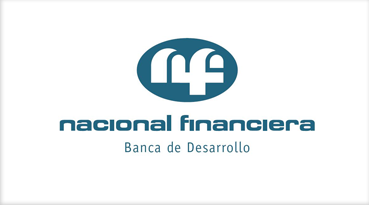 nf
nacional financiera
Banca de Desarrollo